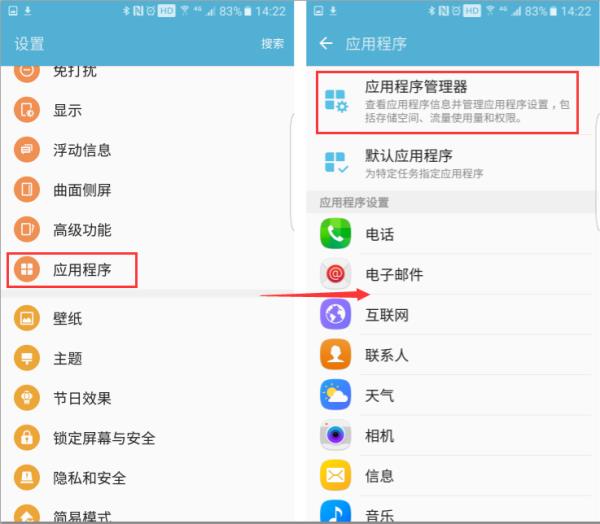 HD 4G 83% 14:22
设置 搜索
免打扰
显示
浮动信息
曲面侧屏
高级功能
应用程序
壁纸
主题
节日效果
锁定屏幕与安全
隐私和安全
简易模式
HD 4G 83% 14:22
应用程序
应用程序管理器
查看应用程序信息并管理应用程序设置，包
括存储空间、流量使用量和权限。
默认应用程序
为特定任务指定应用程序
应用程序设置
电话
电子邮件
互联网
联系人
天气
相机
信息
音乐